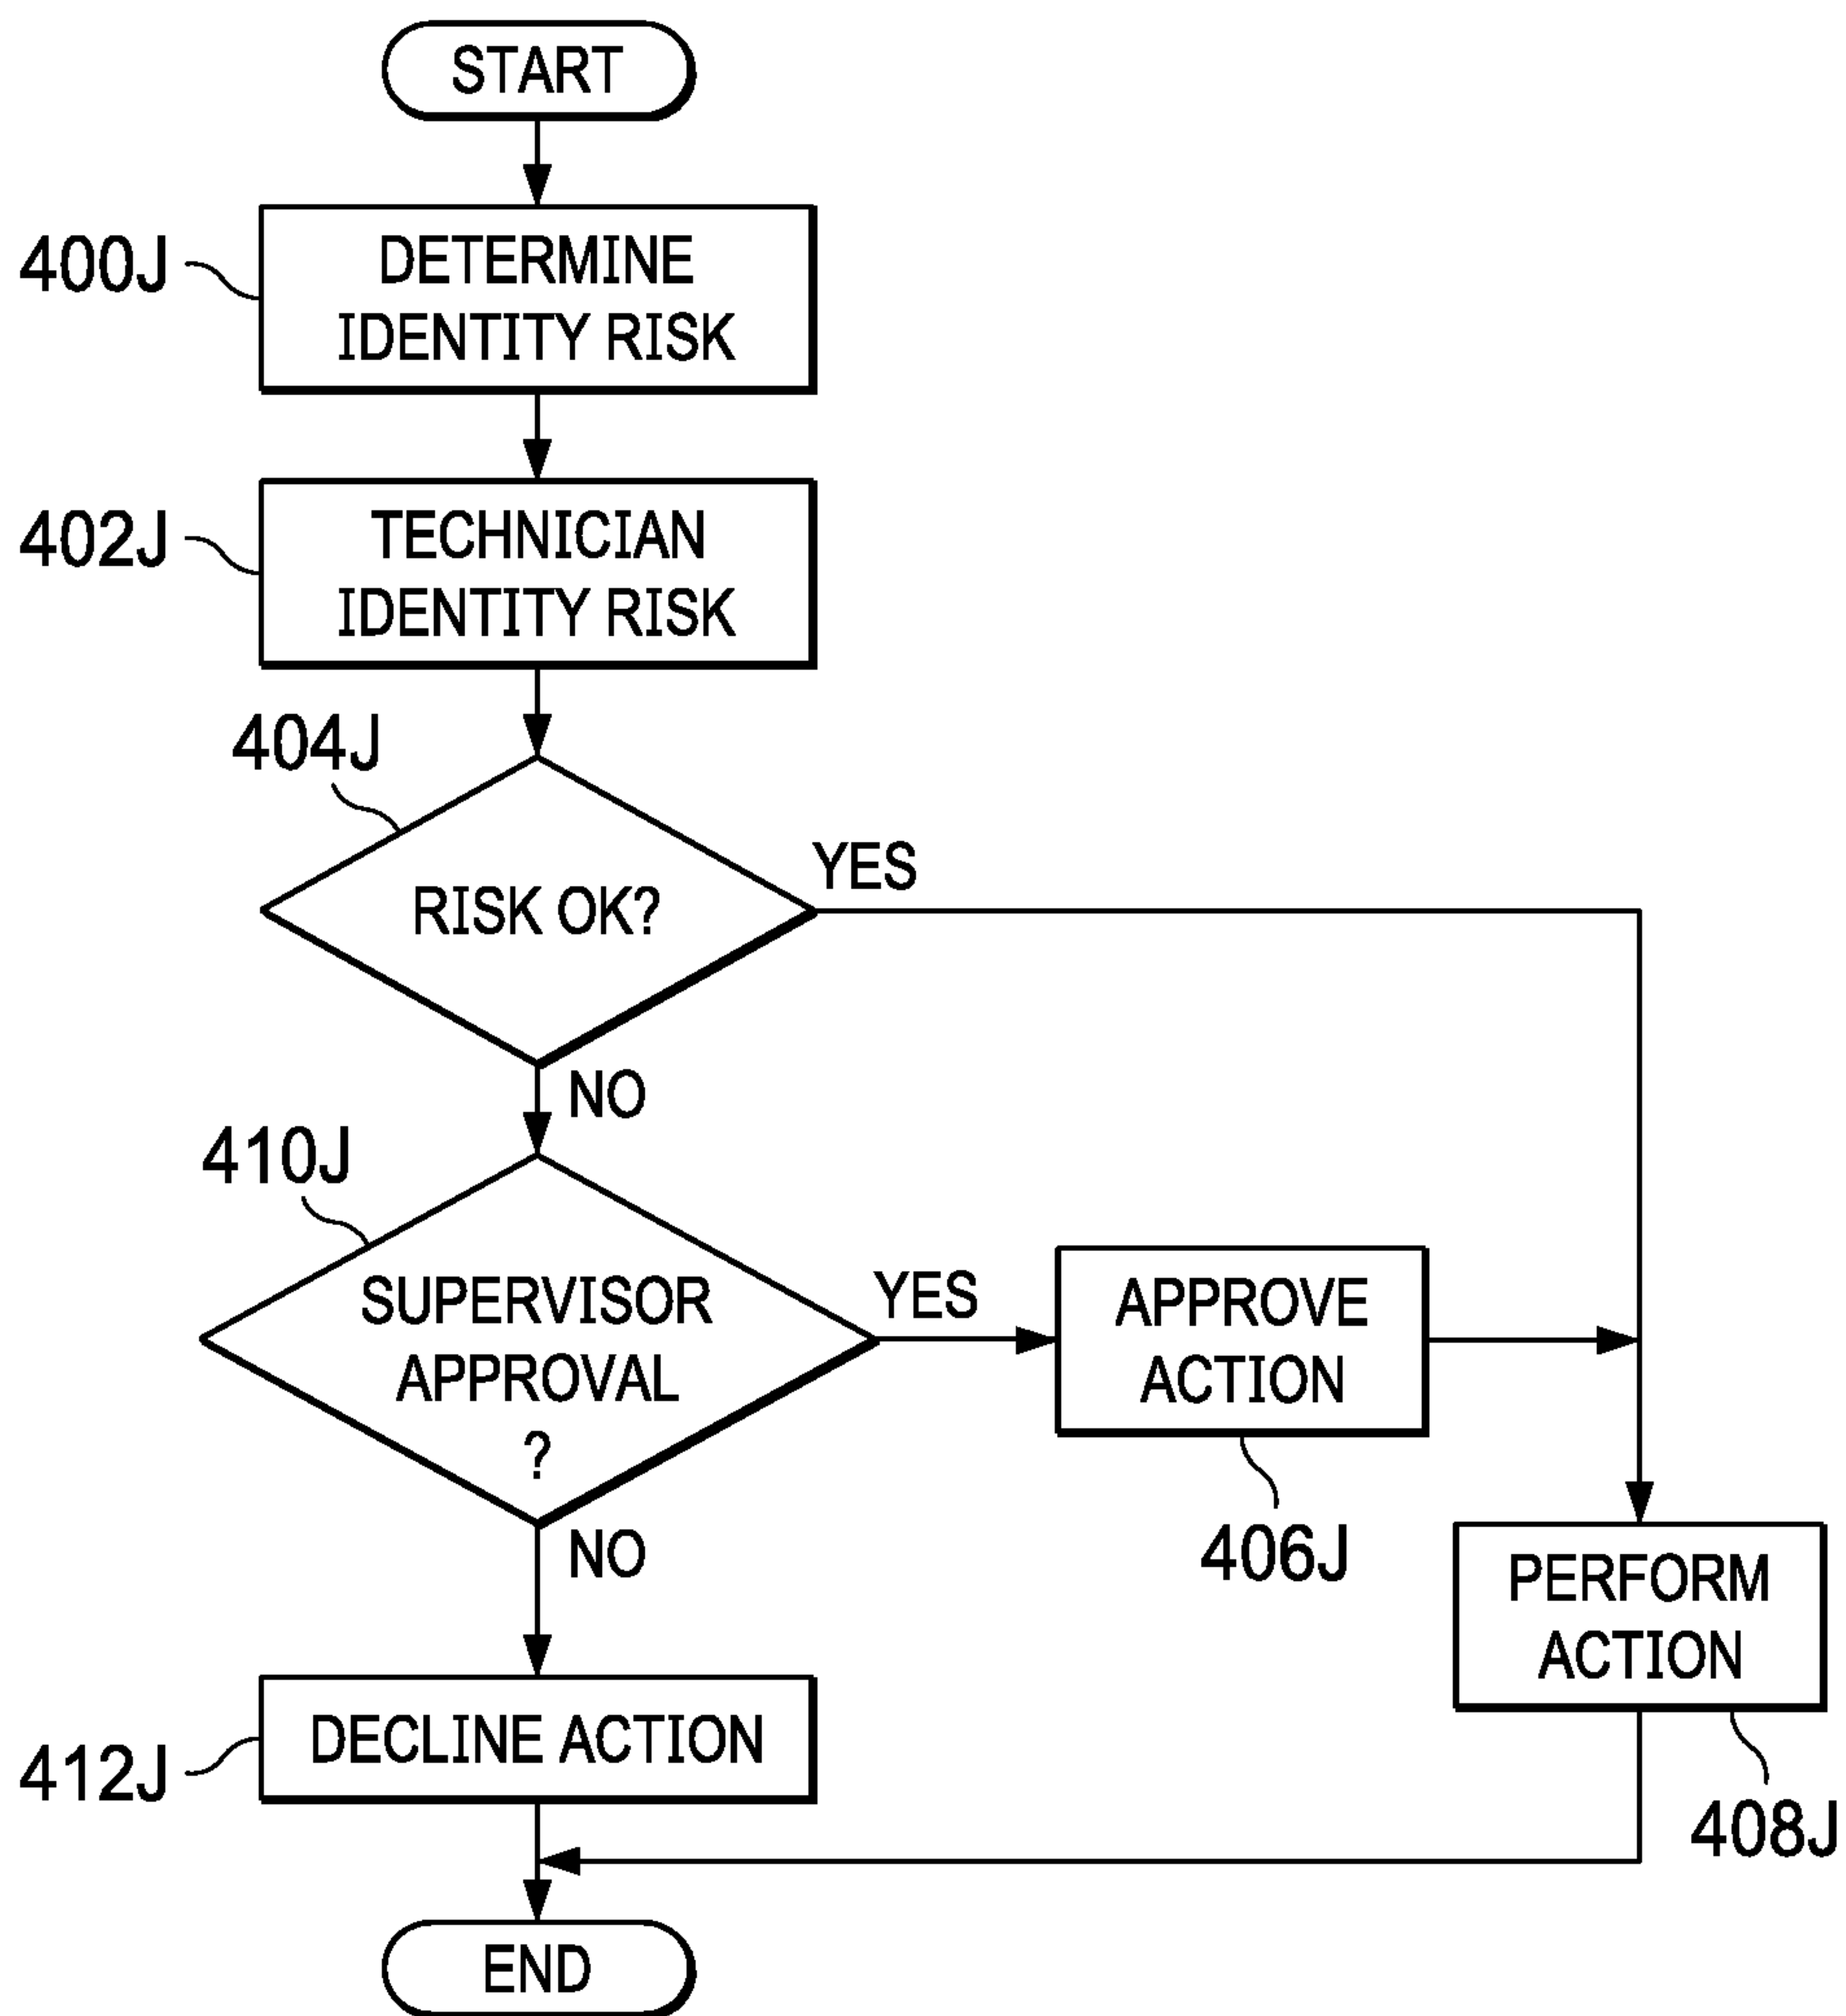 START
400J
DETERMINE
IDENTITY RISK
402J
TECHNICIAN
IDENTITY RISK
404J
RISK OK?
YES
NO
410J
SUPERVISOR
APPROVAL
?
YES
APPROVE
ACTION
406J
NO
PERFORM
ACTION
408J
DECLINE ACTION
412J
END